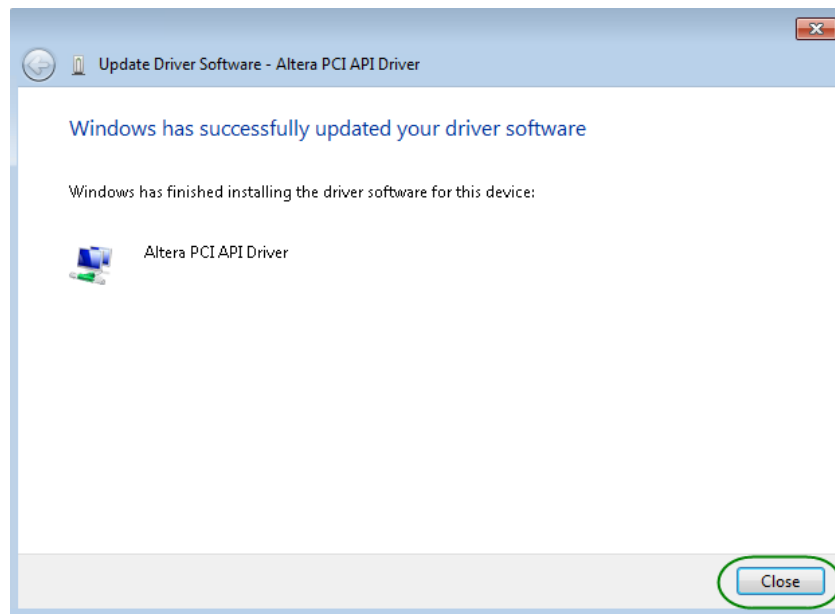 Update Driver Software - Altera PCI API Driver
Windows has successfully updated your driver software
Windows has finished installing the driver software for this device:
Altera PCI API Driver
Close